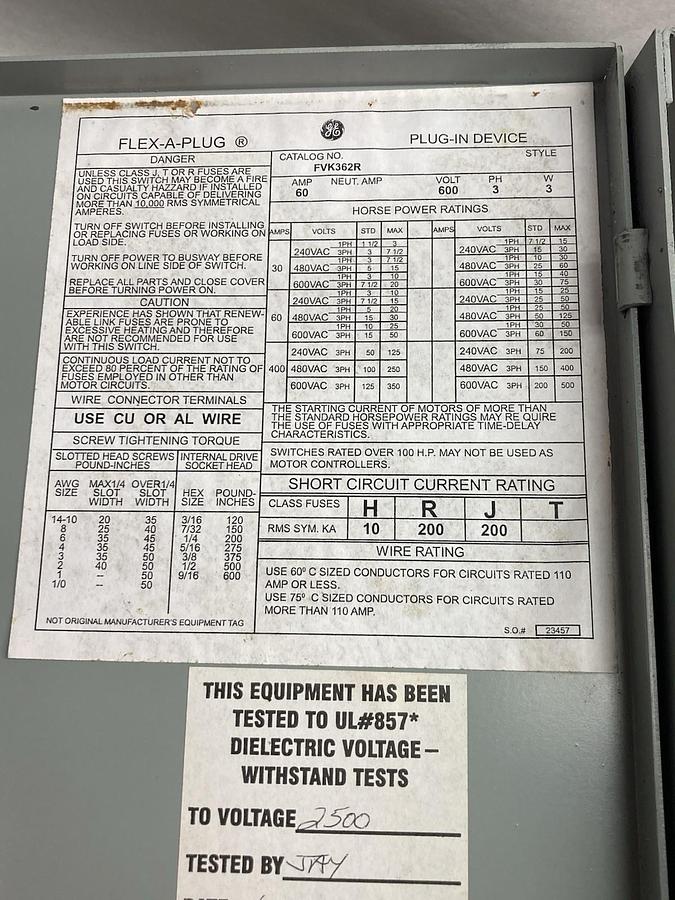 FLEX-A-PLUG ®
DANGER
UNLESS CLASS J, T OR R FUSES ARE
USED THIS SWITCH MAY BECOME A FIRE
AND CASUALTY HAZZARD IF INSTALLED
ON CIRCUITS CAPABLE OF DELIVERING
MORE THAN 10,000 RMS SYMMETRICAL
AMPERES.
TURN OFF SWITCH BEFORE INSTALLING
OR REPLACING FUSES OR WORKING ON
LOAD SIDE.
TURN OFF POWER TO BUSWAY BEFORE
WORKING ON LINE SIDE OF SWITCH.
REPLACE ALL PARTS AND CLOSE COVER
BEFORE TURNING POWER ON.
CAUTION
EXPERIENCE HAS SHOWN THAT RENEW-
ABLE LINK FUSES ARE PRONE TO
EXCESSIVE HEATING AND THEREFORE
ARE NOT RECOMMENDED FOR USE
WITH THIS SWITCH.
CONTINUOUS LOAD CURRENT NOT TO
EXCEED 80 PERCENT OF THE RATING OF
FUSES EMPLOYED IN OTHER THAN
MOTOR CIRCUITS.
WIRE CONNECTOR TERMINALS
USE CU OR AL WIRE
SCREW TIGHTENING TORQUE
SLOTTED HEAD SCREWS INTERNAL DRIVE
POUND-INCHES SOCKET HEAD
AWG MAX1/4 OVER1/4
SIZE SLOT SLOT HEX POUND-
WIDTH WIDTH SIZE INCHES
14-10 20 35 3/16 120
8 25 40 7/32 150
6 35 45 1/4 200
4 35 45 5/16 275
3 35 50 3/8 375
2 40 50 1/2 500
1 -- 50 9/16 600
1/0 -- 50
NOT ORIGINAL MANUFACTURER'S EQUIPMENT TAG
GE
PLUG-IN DEVICE
CATALOG NO. STYLE
FVK362R
AMP NEUT. AMP VOLT PH W
60 600 3 3
HORSE POWER RATINGS
AMPS VOLTS STD MAX AMPS VOLTS STD MAX
30
240VAC 1PH 1 1/2 3
3PH 3 7 1/2
480VAC 1PH 3 7 1/2
3PH 5 15
600VAC 1PH 3 10
3PH 7 1/2 20
60
240VAC 1PH 3 10
3PH 7 1/2 15
480VAC 1PH 5 20
3PH 15 30
600VAC 1PH 10 25
3PH 15 50
400
240VAC 3PH 50 125
480VAC 3PH 100 250
600VAC 3PH 125 350
240VAC 1PH 7 1/2 15
3PH 15 30
480VAC 1PH 10 30
3PH 25 60
600VAC 1PH 15 40
3PH 30 75
240VAC 1PH 15 25
3PH 25 50
480VAC 1PH 25 50
3PH 50 125
600VAC 1PH 30 50
3PH 60 150
240VAC 3PH 75 200
480VAC 3PH 150 400
600VAC 3PH 200 500
THE STARTING CURRENT OF MOTORS OF MORE THAN
THE STANDARD HORSEPOWER RATINGS MAY RE QUIRE
THE USE OF FUSES WITH APPROPRIATE TIME-DELAY
CHARACTERISTICS.
SWITCHES RATED OVER 100 H.P. MAY NOT BE USED AS
MOTOR CONTROLLERS.
SHORT CIRCUIT CURRENT RATING
CLASS FUSES H R J T
RMS SYM. KA 10 200 200
WIRE RATING
USE 60º C SIZED CONDUCTORS FOR CIRCUITS RATED 110
AMP OR LESS.
USE 75º C SIZED CONDUCTORS FOR CIRCUITS RATED
MORE THAN 110 AMP.
S.O.# 23457
THIS EQUIPMENT HAS BEEN
TESTED TO UL#857*
DIELECTRIC VOLTAGE –
WITHSTAND TESTS
TO VOLTAGE 2500
TESTED BY JAY